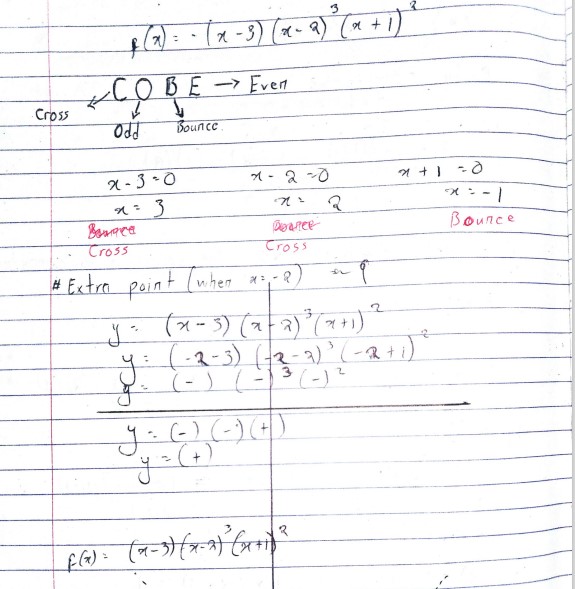 f(x) = -(x-3)(x-2)³(x+1)²
COBE → Even
Cross
Odd Bounce
x-3=0 x-2=0 x+1=0
x=3 x=2 x=-1
Bounce Bounce Bounce
Cross Cross
# Extra point (when x=-2)
y= (x-3)(x-2)³(x+1)²
y= (-2-3)(-2-2)³(-2+1)²
y= (-) (-)³(-)²
y= (-)(-)(+)
y=(+)
f(x)= (x-3)(x-2)³(x+1)²